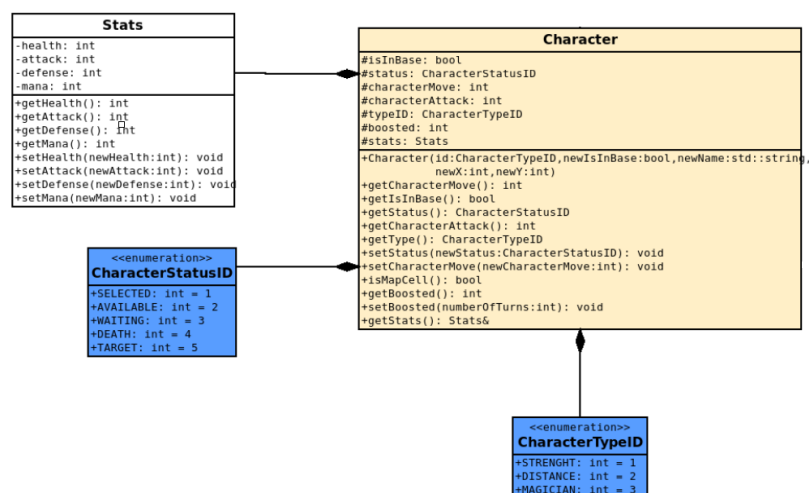 Stats
-health: int
-attack: int
-defense: int
-mana: int
+getHealth(): int
+getAttack(): int
+getDefense(): int
+getMana(): int
+setHealth(newHealth:int): void
+setAttack(newAttack:int): void
+setDefense(newDefense:int): void
+setMana(newMana:int): void
Character
#isInBase: bool
#status: CharacterStatusID
#characterMove: int
#characterAttack: int
#typeID: CharacterTypeID
#boosted: int
#stats: Stats
+Character(id:CharacterTypeID,newIsInBase:bool,newName:std::string,
newX:int,newY:int)
+getCharacterMove(): int
+getIsInBase(): bool
+getStatus(): CharacterStatusID
+getCharacterAttack(): int
+getType(): CharacterTypeID
+setStatus(newStatus:CharacterStatusID): void
+setCharacterMove(newCharacterMove:int): void
+isMapCell(): bool
+getBoosted(): int
+setBoosted(numberOfTurns:int): void
+getStats(): Stats&
<<enumeration>>
CharacterStatusID
+SELECTED: int = 1
+AVAILABLE: int = 2
+WAITING: int = 3
+DEATH: int = 4
+TARGET: int = 5
<<enumeration>>
CharacterTypeID
+STRENGHT: int = 1
+DISTANCE: int = 2
+MAGICIAN: int = 3